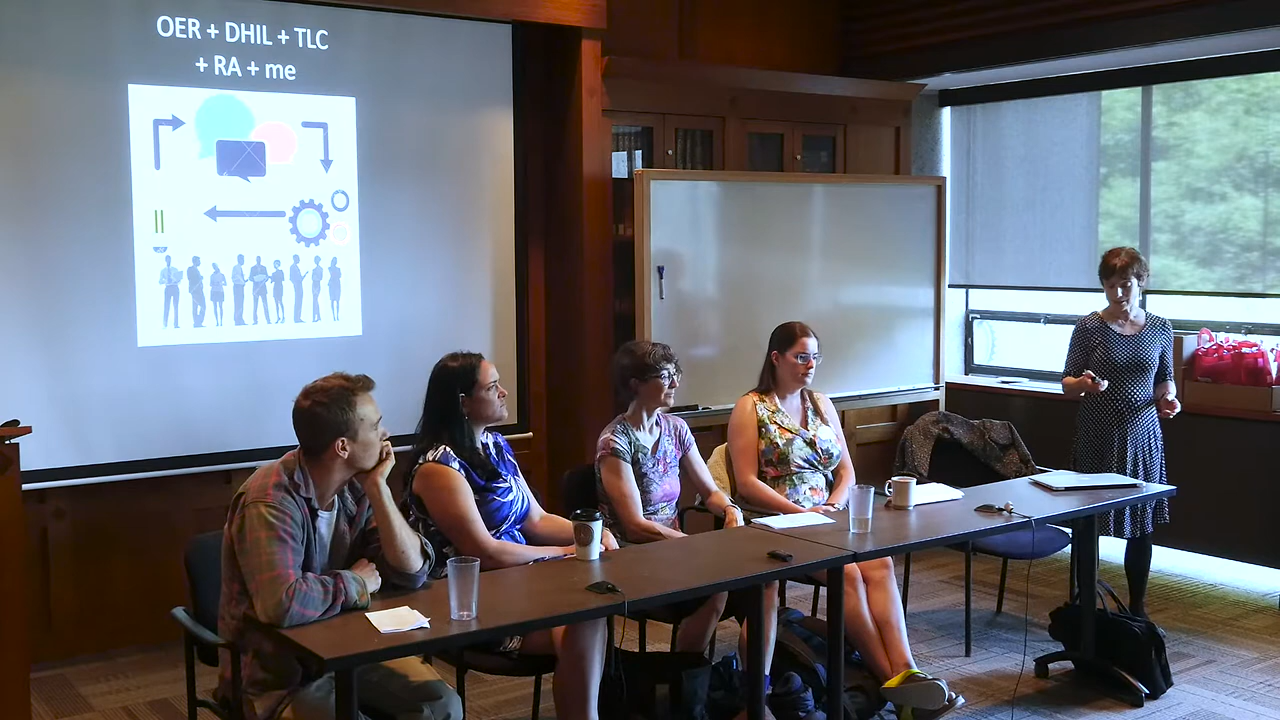 OER + DHIL + TLC
+ RA + me